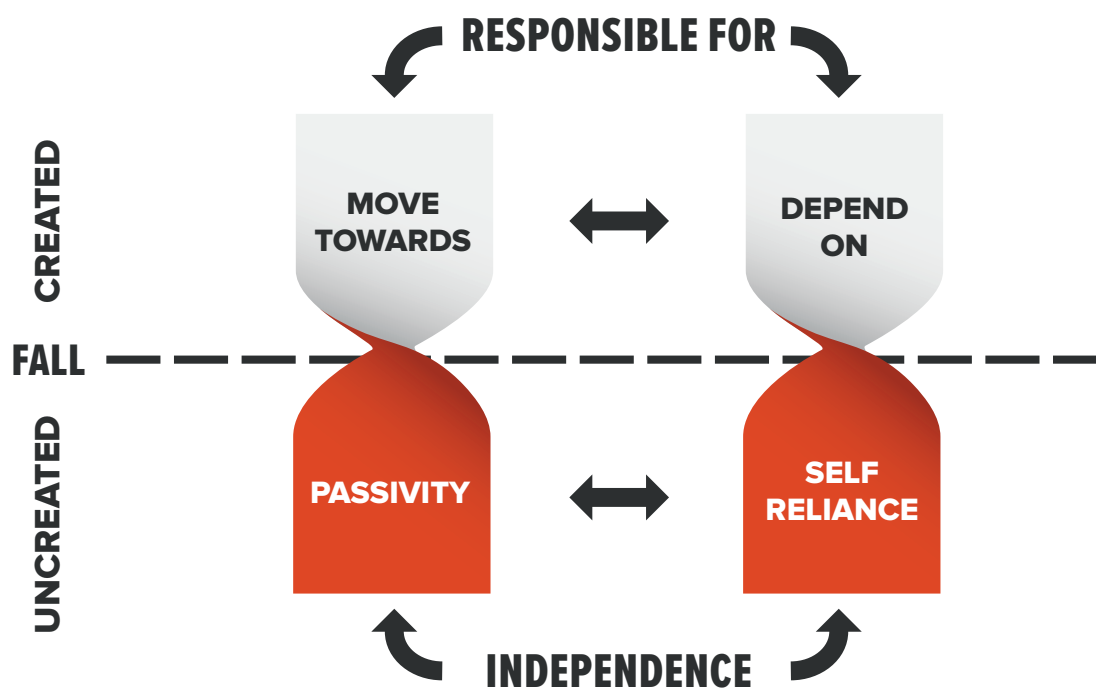 RESPONSIBLE FOR
CREATED
MOVE
TOWARDS
DEPEND
ON
FALL
UNCREATED
PASSIVITY
SELF
RELIANCE
INDEPENDENCE